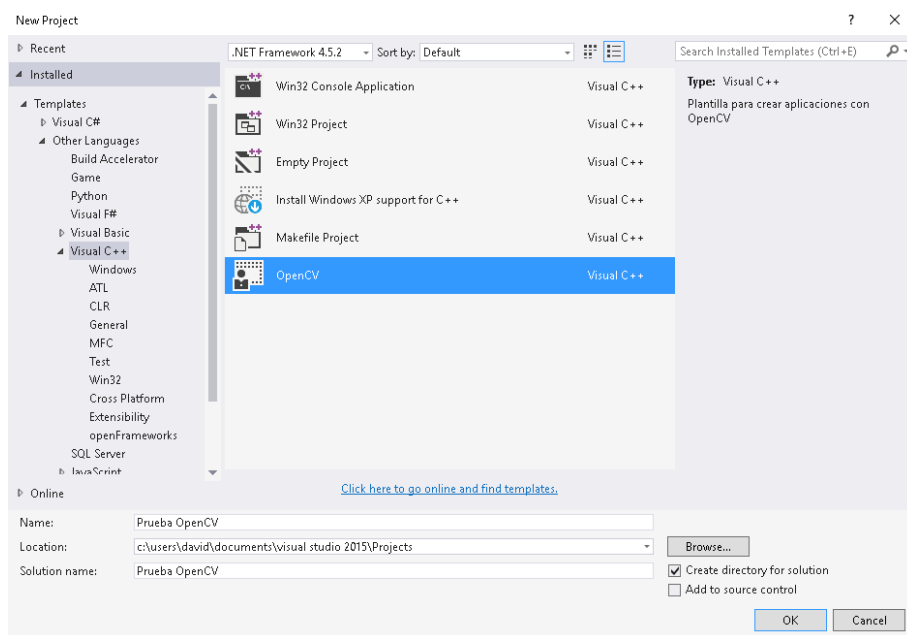 New Project
? ×
Recent
.NET Framework 4.5.2 Sort by: Default
Search Installed Templates (Ctrl+E)
Installed
Templates
Visual C#
Other Languages
Build Accelerator
Game
Python
Visual F#
Visual Basic
Visual C++
Windows
ATL
CLR
General
MFC
Test
Win32
Cross Platform
Extensibility
openFrameworks
SQL Server
JavaScript
Online
Win32 Console Application Visual C++
Win32 Project Visual C++
Empty Project Visual C++
Install Windows XP support for C++ Visual C++
Makefile Project Visual C++
OpenCV Visual C++
Click here to go online and find templates.
Type: Visual C++
Plantilla para crear aplicaciones con
OpenCV
Name: Prueba OpenCV
Location: c:\users\david\documents\visual studio 2015\Projects Browse...
Solution name: Prueba OpenCV
Create directory for solution
Add to source control
OK Cancel